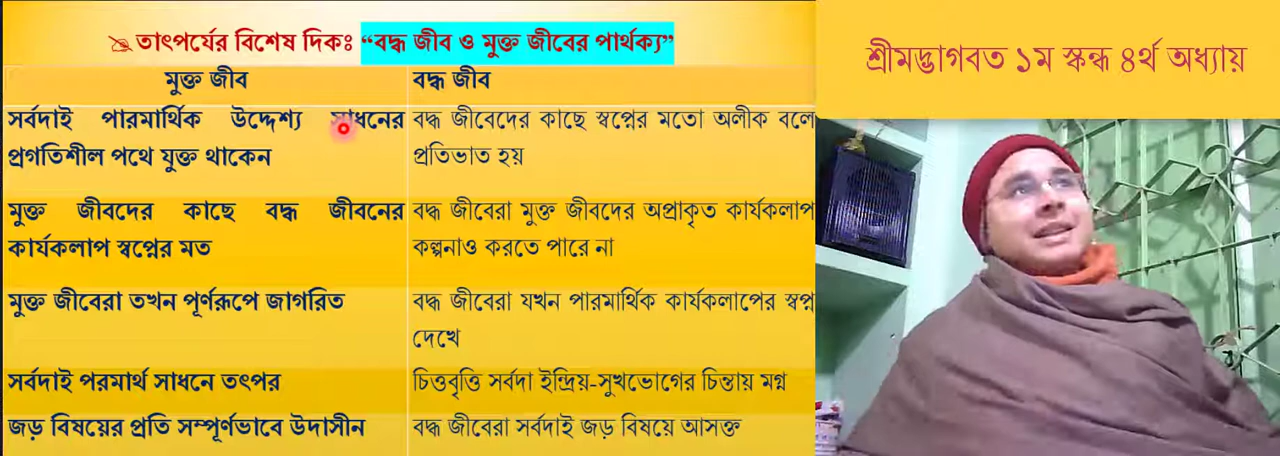 তাৎপর্যের বিশেষ দিকঃ “বদ্ধ জীব ও মুক্ত জীবের পার্থক্য”
মুক্ত জীব
বদ্ধ জীব
সর্বদাই পারমার্থিক উদ্দেশ্য সাধনের
প্রগতিশীল পথে যুক্ত থাকেন
বদ্ধ জীবেদের কাছে স্বপ্নের মতো অলীক বলে
প্রতিভাত হয়
মুক্ত জীবদের কাছে বদ্ধ জীবনের
কার্যকলাপ স্বপ্নের মত
বদ্ধ জীবেরা মুক্ত জীবদের অপ্রাকৃত কার্যকলাপ
কল্পনাও করতে পারে না
মুক্ত জীবেরা তখন পূর্ণরূপে জাগরিত
বদ্ধ জীবেরা যখন পারমার্থিক কার্যকলাপের স্বপ্ন
দেখে
সর্বদাই পরমার্থ সাধনে তৎপর
চিত্তবৃত্তি সর্বদা ইন্দ্রিয়-সুখভোগের চিন্তায় মগ্ন
জড় বিষয়ের প্রতি সম্পূর্ণভাবে উদাসীন
বদ্ধ জীবেরা সর্বদাই জড় বিষয়ে আসক্ত
শ্রীমদ্ভাগবত ১ম স্কন্ধ ৪র্থ অধ্যায়